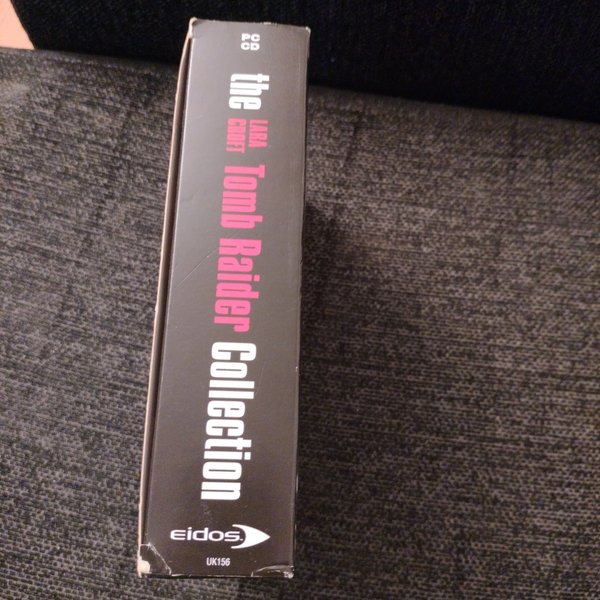 PC
CD
the
LARA
CROFT
Tomb Raider
Collection
eidos.
UK156